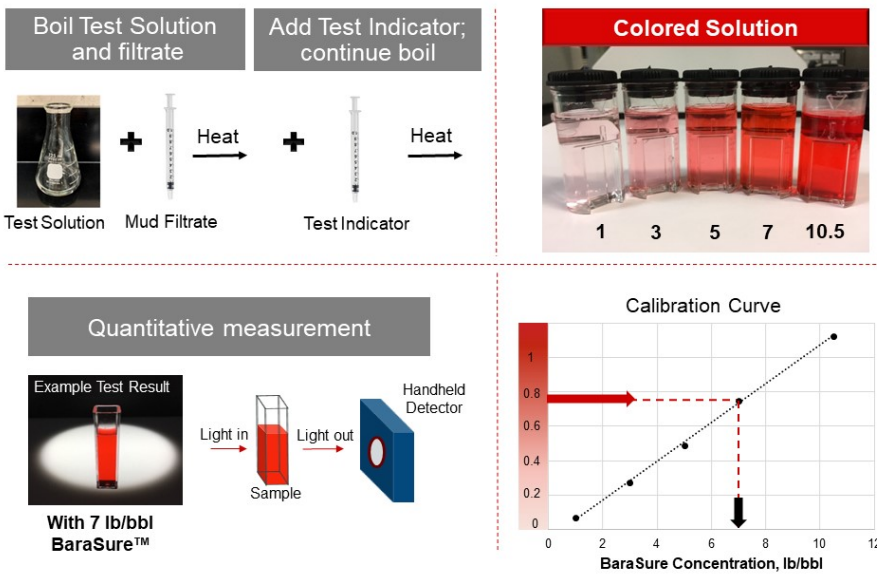 Boil Test Solution
and filtrate
Add Test Indicator;
continue boil
Heat
Heat
Test Solution
Mud Filtrate
Test Indicator
Colored Solution
1 3 5 7 10.5
Quantitative measurement
Example Test Result
With 7 lb/bbl
BaraSure™
Light in
Light out
Sample
Handheld
Detector
Calibration Curve
1
0.8
0.6
0.4
0.2
0
0 2 4 6 8 10 12
BaraSure Concentration, lb/bbl